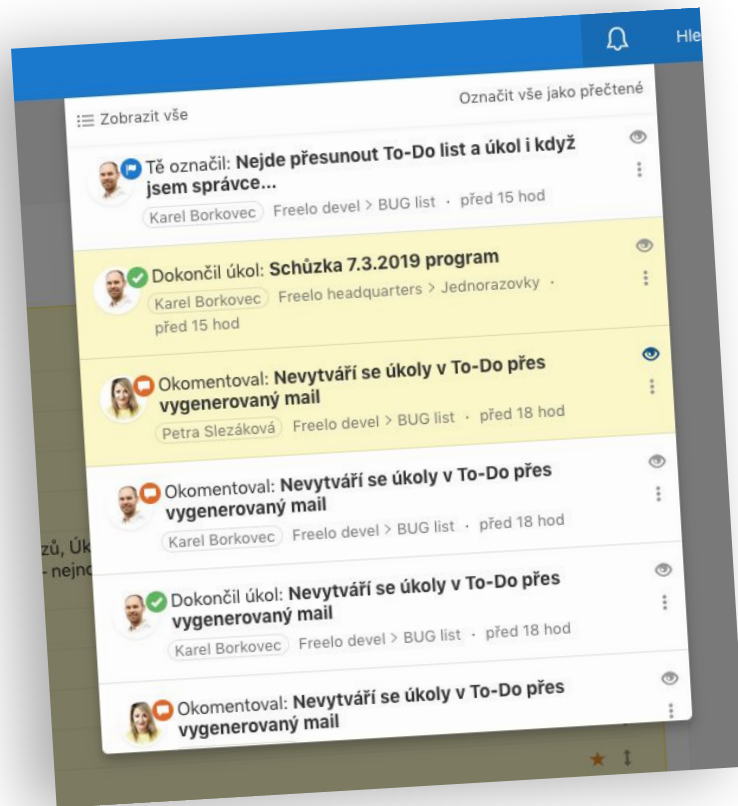 Hle
Zobrazit vše
Označit vše jako přečtené
Tě označil: Nejde přesunout To-Do list a úkol i když
jsem správce...
Karel Borkovec Freelo devel > BUG list · před 15 hod
Dokončil úkol: Schůzka 7.3.2019 program
Karel Borkovec Freelo headquarters > Jednorazovky ·
před 15 hod
Okomentoval: Nevytváří se úkoly v To-Do přes
vygenerovaný mail
Petra Slezáková Freelo devel > BUG list · před 18 hod
Okomentoval: Nevytváří se úkoly v To-Do přes
vygenerovaný mail
Karel Borkovec Freelo devel > BUG list · před 18 hod
zů, Úk
- nejno
Dokončil úkol: Nevytváří se úkoly v To-Do přes
vygenerovaný mail
Karel Borkovec Freelo devel > BUG list · před 18 hod
Okomentoval: Nevytváří se úkoly v To-Do přes
vygenerovaný mail